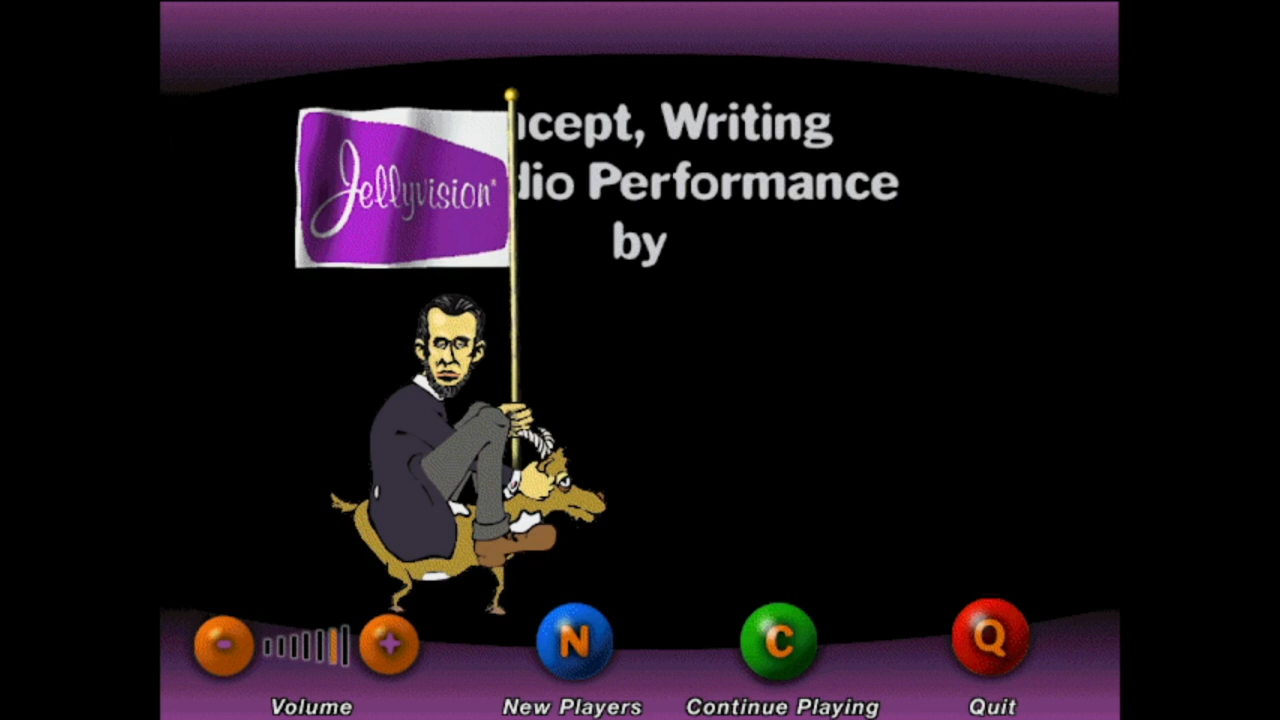 ncept, Writing
Jellyvision
dio Performance
by
-
+
N
C
Q
Volume
New Players
Continue Playing
Quit